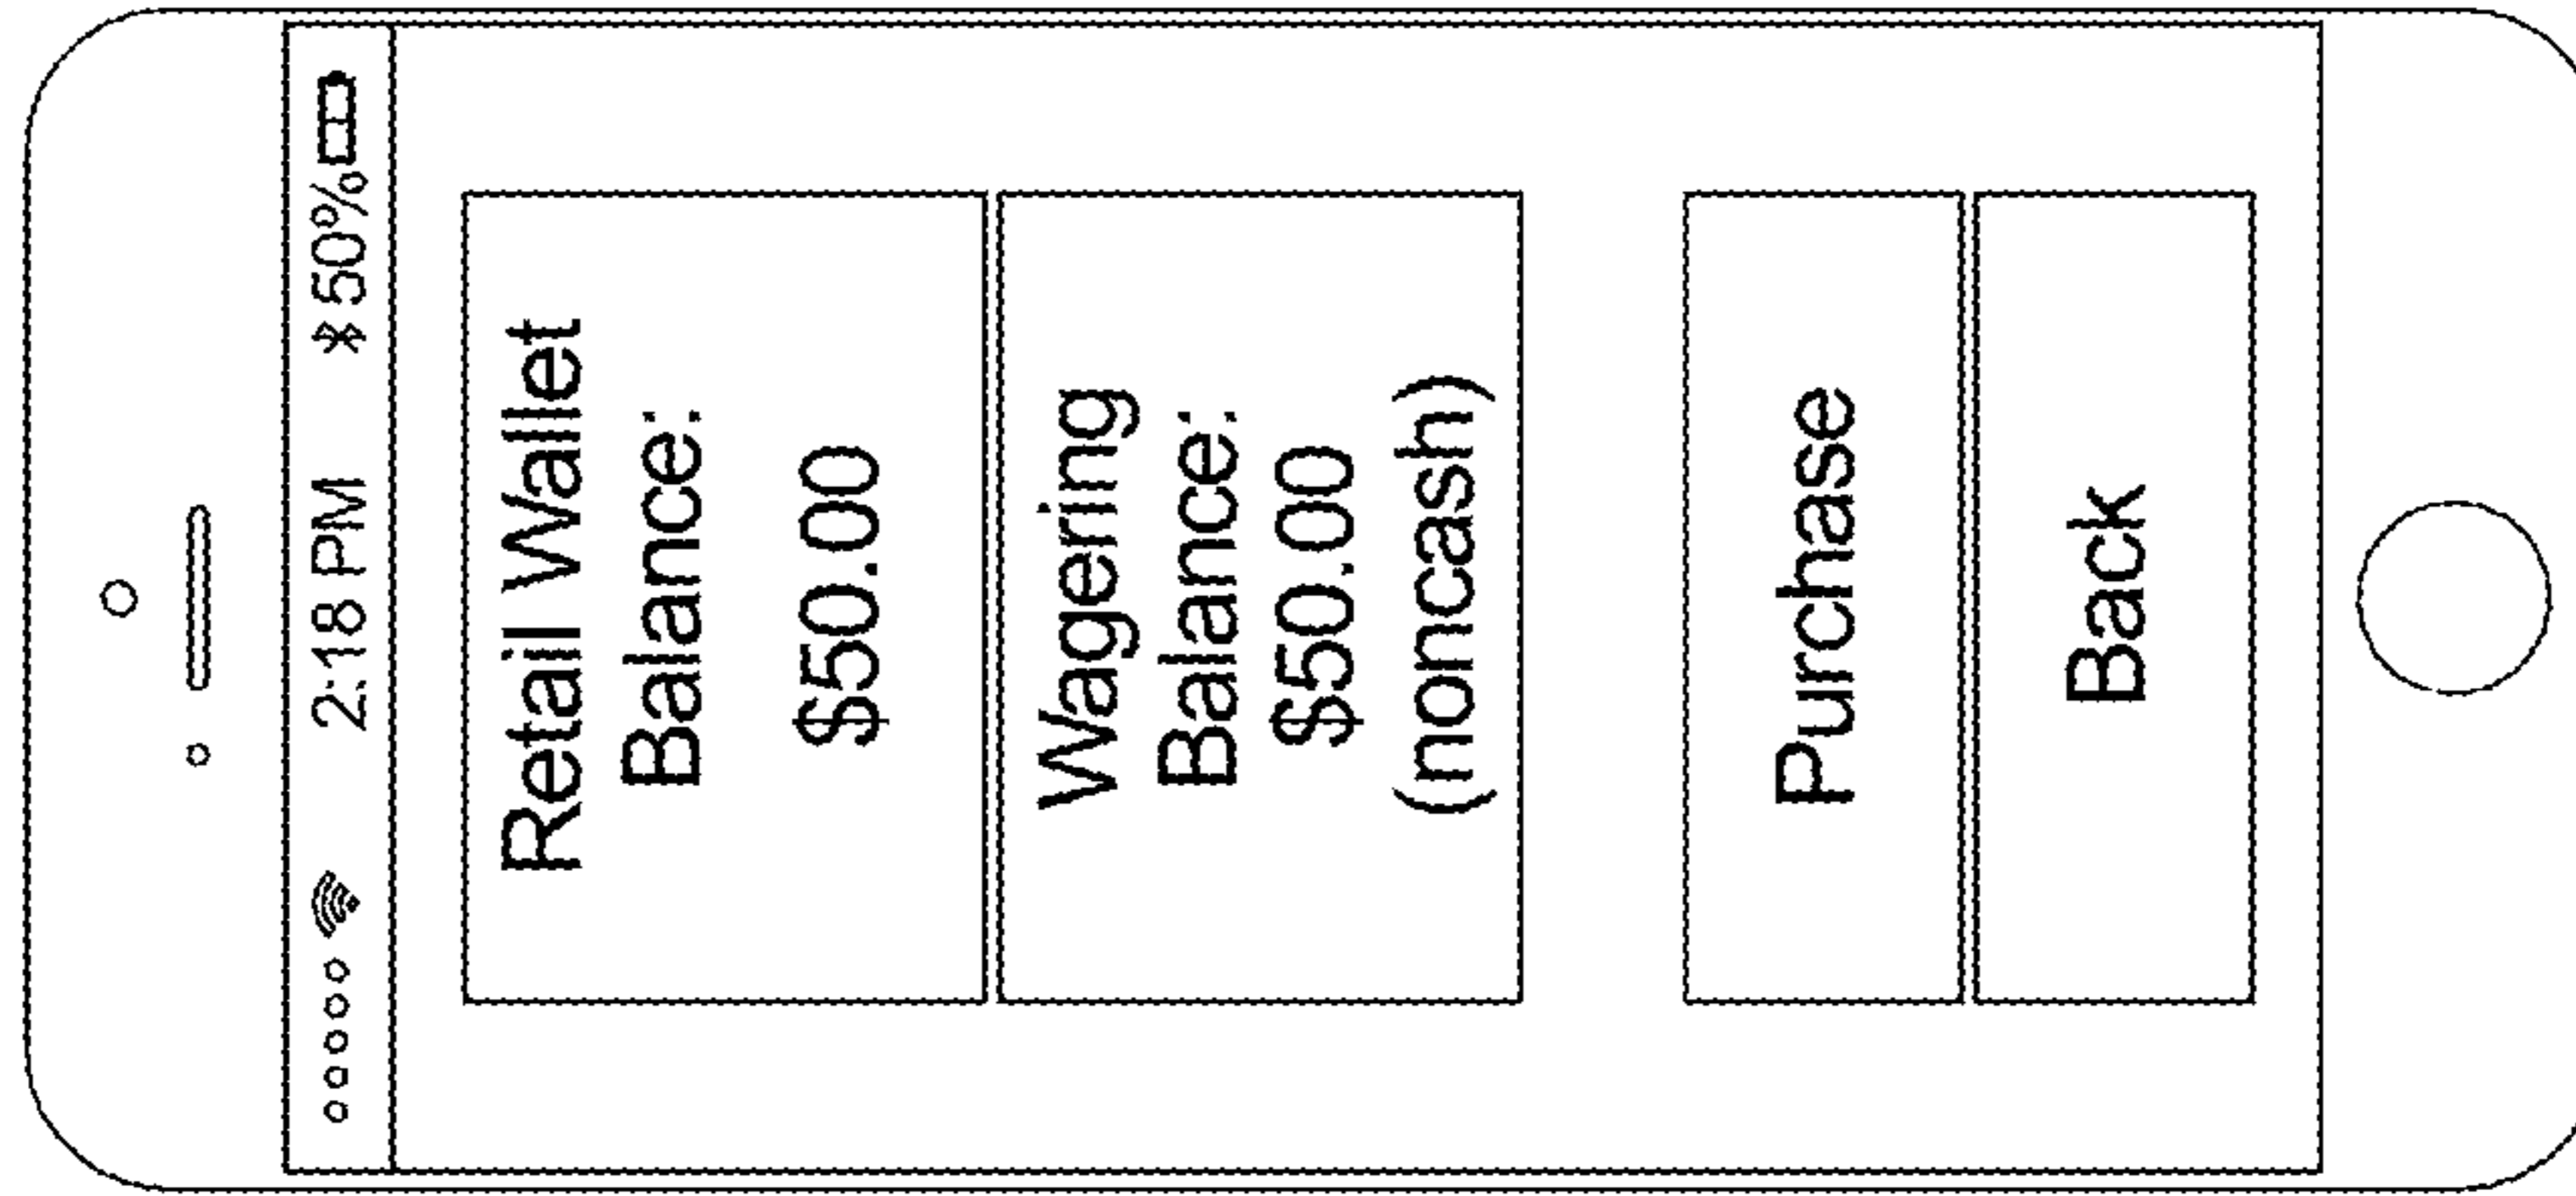 2:18 PM 50%
Retail Wallet
Balance:
$50.00
Wagering
Balance:
$50.00
(noncash)
Purchase
Back